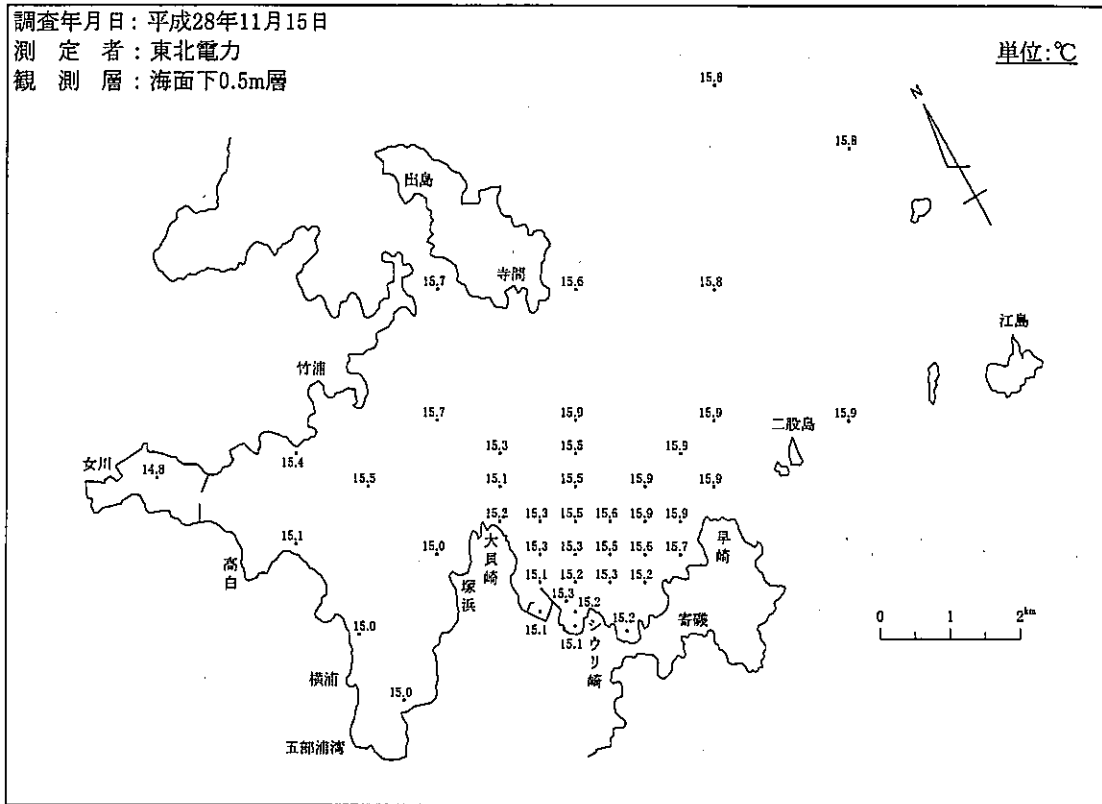 調査年月日：平成28年11月15日
測定者：東北電力
観測層：海面下0.5m層
単位:℃
15.8
N
15.8
出島
寺間
15.7
15.6
15.8
江島
竹浦
15.7
15.9
15.9
15.9
二股島
15.3
15.5
15.9
15.4
女川
14.8
15.5
15.1
15.5
15.9
15.9
15.2
15.3
15.5
15.6
15.9
15.9
早崎
15.1
15.0
大貝崎
15.3
15.3
15.5
15.6
15.7
高白
塚浜
15.1
15.2
15.3
15.2
15.3
15.2
15.1
15.1
15.2
シウリ崎
寄磯
0 1 2km
15.0
横浦
15.0
五部浦湾